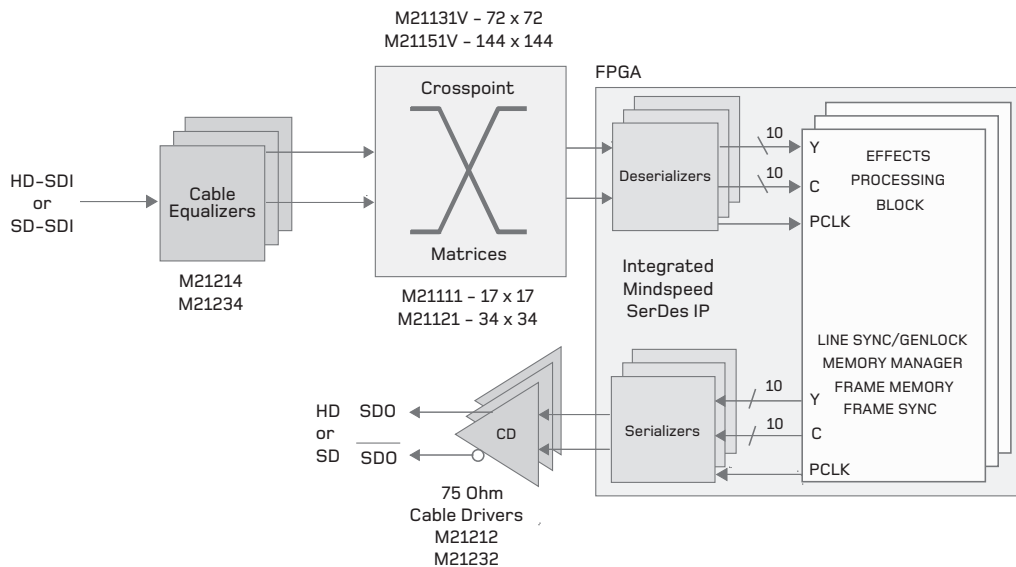 M21131V – 72 x 72
M21151V – 144 x 144
FPGA
Crosspoint
10
Y
EFFECTS
PROCESSING
BLOCK
HD-SDI
or
SD-SDI
Cable
Equalizers
Deserializers
10
C
PCLK
Matrices
M21214
M21234
M21111 – 17 x 17
M21121 – 34 x 34
Integrated
Mindspeed
SerDes IP
LINE SYNC/GENLOCK
MEMORY MANAGER
FRAME MEMORY
FRAME SYNC
HD
or
SD
SDO
SDO
CD
Serializers
10
Y
10
C
PCLK
75 Ohm
Cable Drivers
M21212
M21232